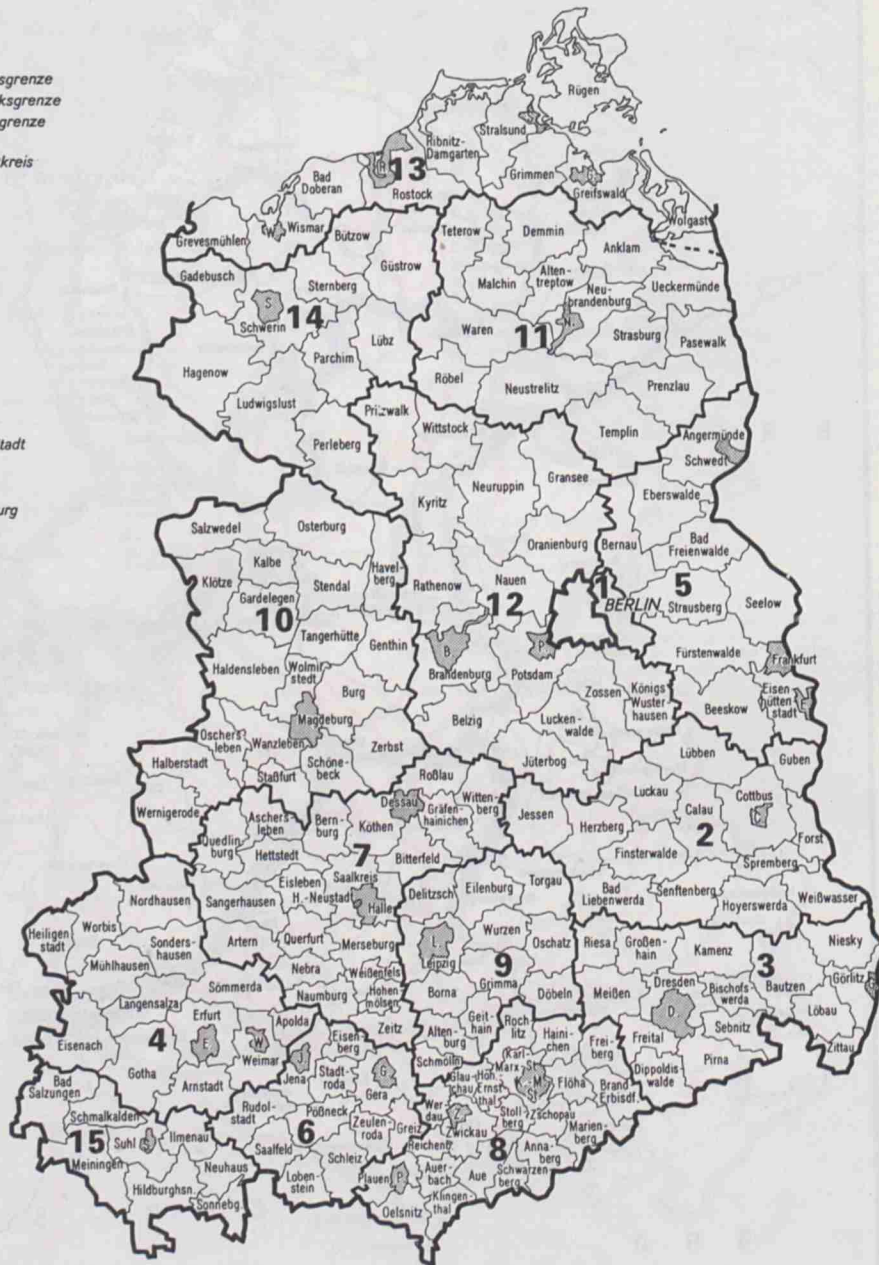 sgrenze
ksgrenze
grenze
kreis
tadt
urg
Rügen
Stralsund
Ribnitz-
Damgarten
R
13
Bad
Doberan
Rostock
Grimmen
Greifswald
Wolgast
W
Wismar
Grevesmühlen
Bützow
Teterow
Demmin
Anklam
Gadebusch
Güstrow
Sternberg
Malchin
Alten-
treptow
Neu-
brandenburg
Ueckermünde
S
Schwerin
14
Waren
11
N
Strasburg
Pasewalk
Hagenow
Parchim
Lübz
Röbel
Neustrelitz
Prenzlau
Ludwigslust
Pritzwalk
Wittstock
Templin
Angermünde
Schwedt
Perleberg
Kyritz
Neuruppin
Gransee
Eberswalde
Salzwedel
Osterburg
Oranienburg
Bernau
Bad
Freienwalde
Kalbe
Havel-
berg
Klötze
Stendal
Rathenow
Nauen
12
1
BERLIN
5
Strausberg
Seelow
Gardelegen
10
Tangerhütte
Genthin
B
Brandenburg
P
Potsdam
Fürstenwalde
Frankfurt
Haldensleben
Wolmir
stedt
Burg
Zossen
Königs
Wuster
hausen
Beeskow
Eisen
hütten
stadt
E
Magdeburg
Belzig
Lucken-
walde
Oschers
leben
Wanzleben
Zerbst
Jüterbog
Lübben
Guben
Halberstadt
Schöne-
beck
Staßfurt
Roßlau
Luckau
Wernigerode
Aschers
leben
Bern-
burg
Köthen
Dessau
Gräfen-
hainichen
Witten-
berg
Jessen
Herzberg
Calau
2
Cottbus
Forst
Quedlin
burg
Hettstedt
7
Bitterfeld
Finsterwalde
Spremberg
Eisleben
Saalkreis
H.-Neustadt
Halle
Delitzsch
Eilenburg
Torgau
Bad
Liebenwerda
Senftenberg
Hoyerswerda
Weißwasser
Nordhausen
Sangerhausen
Heiligen
stadt
Worbis
Sonders-
hausen
Artern
Querfurt
Merseburg
L
Leipzig
Wurzen
Oschatz
Riesa
Großen-
hain
Kamenz
3
Niesky
Mühlhausen
Nebra
Weißenfels
9
Grimma
Görlitz
G
Sömmerda
Naumburg
Hohen
mölsen
Borna
Döbeln
Meißen
Dresden
D
Bischofs-
werda
Bautzen
Löbau
Langensalza
Erfurt
Apolda
Zeitz
Alten-
burg
Geit-
hain
Roch
litz
Haini-
chen
Frei-
berg
Freital
Sebnitz
Zittau
Eisenach
4
E
W
Weimar
Eisen-
berg
Schmölln
Karl-
Marx-St
M
St
Flöha
Brand
Erbisdf.
Dippoldis
walde
Pirna
Gotha
Arnstadt
J
Jena
Stadt-
roda
G
Gera
Glau
chau
Hoh
Ernst
thal
Bad
Salzungen
Rudol-
stadt
Pößneck
Wer-
dau
Z
Zwickau
Stoll
berg
Zschopau
Marien-
berg
Schmalkalden
6
Zeulen-
roda
Greiz
Reichenb
8
Anna-
berg
15
Suhl
S
Ilmenau
Saalfeld
Schleiz
Meiningen
Neuhaus
Loben-
stein
Plauen
P
Auer-
bach
Aue
Schwarzen-
berg
Hildburghsn.
Sonnebg.
Oelsnitz
Klingen-
thal